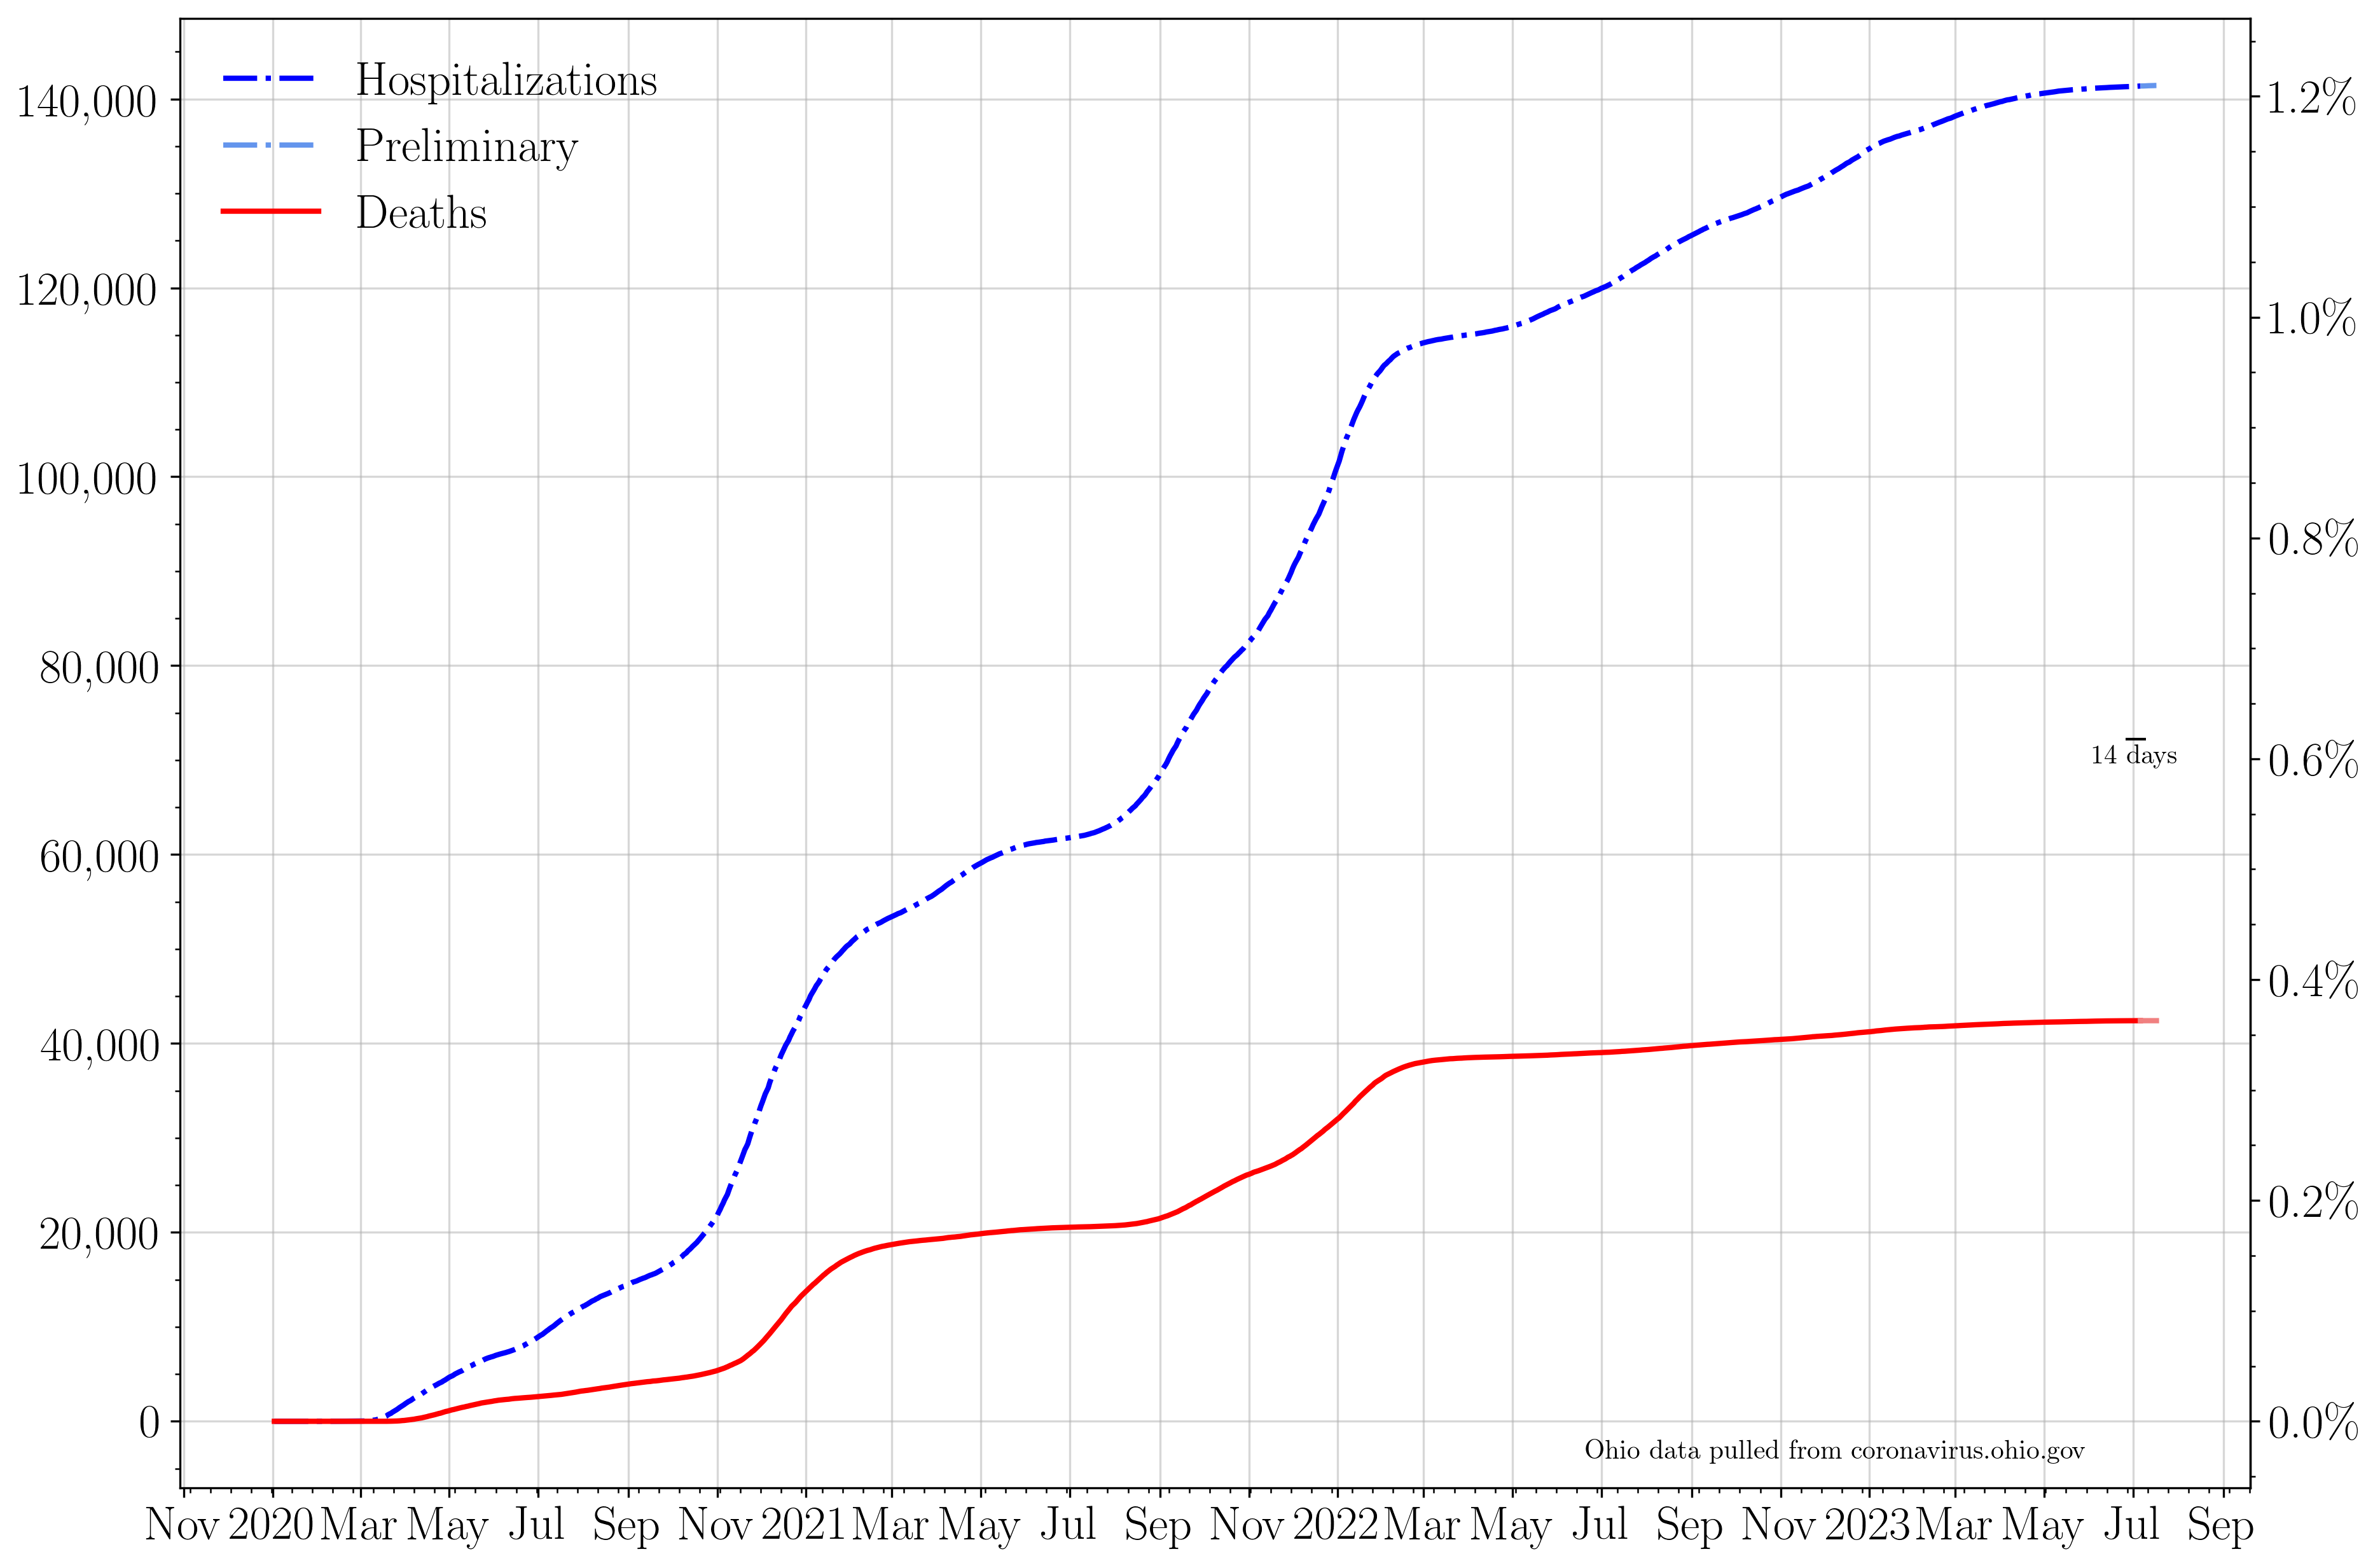 Hospitalizations
Preliminary
Deaths
140,000
120,000
100,000
80,000
60,000
40,000
20,000
0
1.2%
1.0%
0.8%
0.6%
0.4%
0.2%
0.0%
14 days
Ohio data pulled from coronavirus.ohio.gov
Nov 2020 Mar May Jul Sep Nov 2021 Mar May Jul Sep Nov 2022 Mar May Jul Sep Nov 2023 Mar May Jul Sep